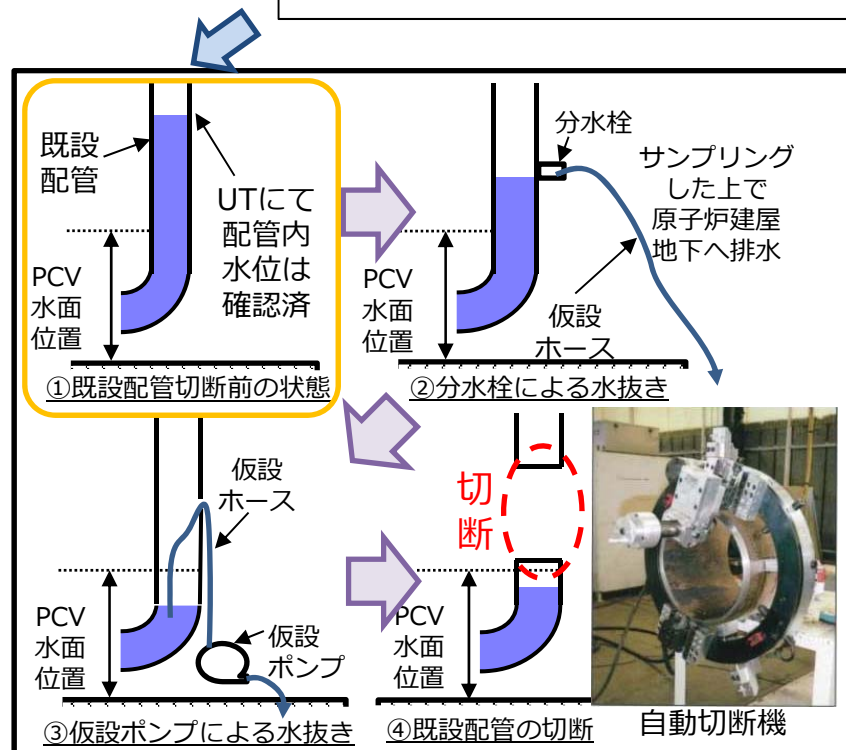 既設
配管
UTにて
配管内
水位は
確認済
PCV
水面
位置
①既設配管切断前の状態
分水栓
サンプリング
した上で
原子炉建屋
地下へ排水
PCV
水面
位置
仮設
ホース
②分水栓による水抜き
仮設
ホース
PCV
水面
位置
仮設
ポンプ
③仮設ポンプによる水抜き
切
断
PCV
水面
位置
④既設配管の切断
自動切断機